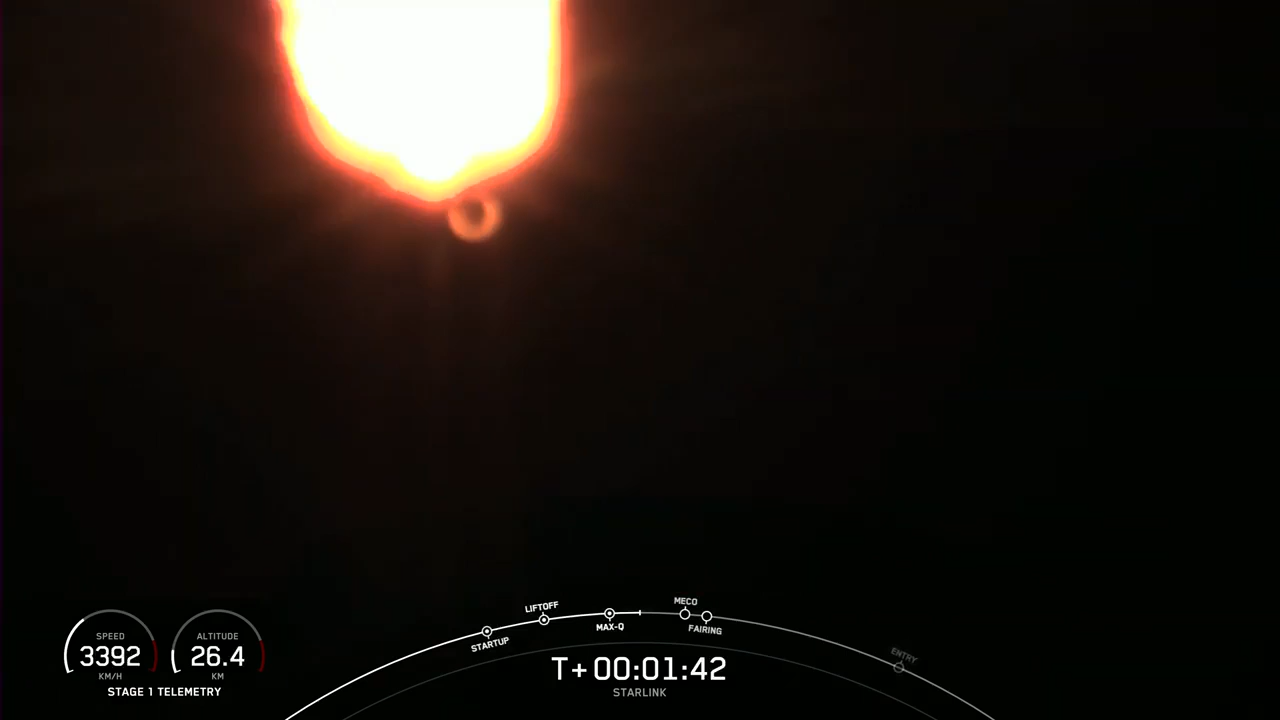 SPEED
3392
KM/H
ALTITUDE
26.4
KM
STAGE 1 TELEMETRY
STARTUP
LIFTOFF
MAX-Q
MECO
FAIRING
ENTRY
T+00:01:42
STARLINK